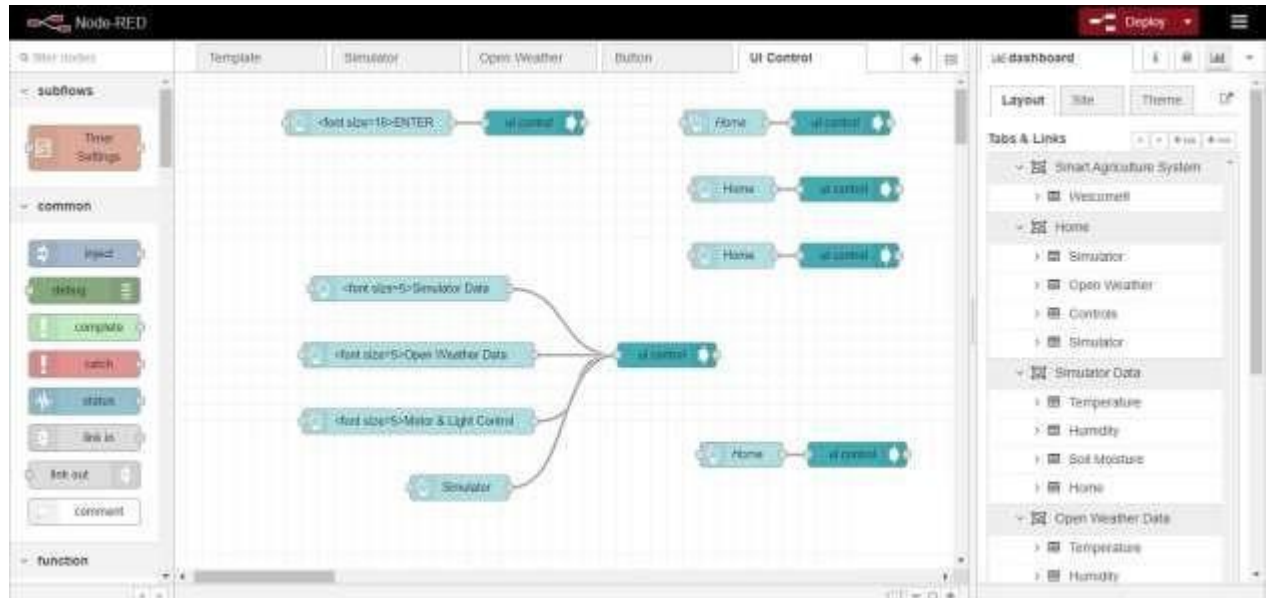 Node-RED
Deploy
filter nodes
Template
Simulator
Open Weather
Button
UI Control
dashboard
subflows
Timer
Settings
common
inject
debug
complete
catch
status
link in
link out
comment
function
<font size=16>ENTER
ui control
Home
ui control
Home
ui control
Home
ui control
<font size=5>Simulator Data
<font size=5>Open Weather Data
ui control
<font size=5>Motor & Light Control
Simulator
Home
ui control
Layout
Site
Theme
Tabs & Links
Smart Agriculture System
Home
Simulator
Open Weather
Controls
Simulator
Simulator Data
Temperature
Humidity
Soil Moisture
Home
Open Weather Data
Temperature
Humidity